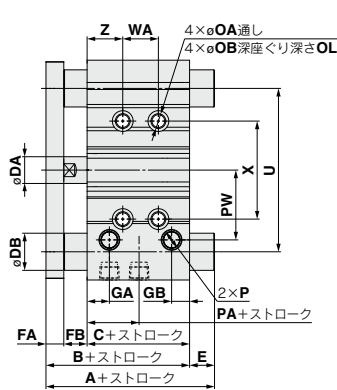 Z
WA
4×øOA通し
4×øOB深座ぐり深さOL
øDA
X
U
PW
øDB
GA
GB
2×P
PA+ストローク
FA
FB
C+ストローク
B+ストローク
E
A+ストローク